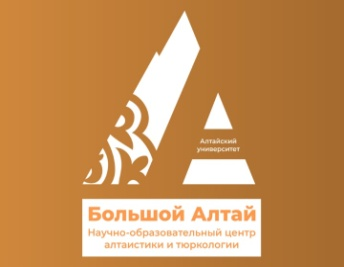 Алтайский
университет
Большой Алтай
Научно-образовательный центр
алтаистики и тюркологии